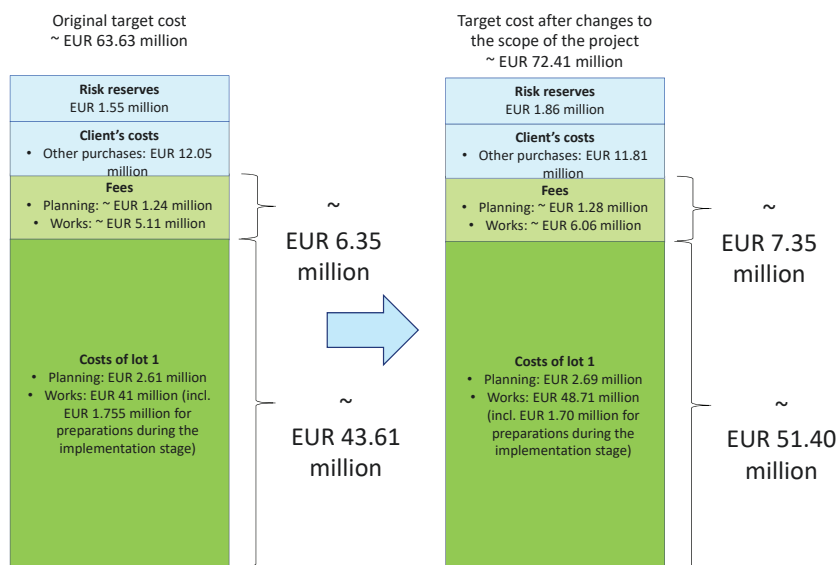 Original target cost
~ EUR 63.63 million
Risk reserves
EUR 1.55 million
Client's costs
• Other purchases: EUR 12.05
million
Fees
• Planning: ~ EUR 1.24 million
• Works: ~ EUR 5.11 million
Costs of lot 1
• Planning: EUR 2.61 million
• Works: EUR 41 million (incl.
EUR 1.755 million for
preparations during the
implementation stage)
~
EUR 6.35
million
~
EUR 43.61
million
Target cost after changes to
the scope of the project
~ EUR 72.41 million
Risk reserves
EUR 1.86 million
Client's costs
• Other purchases: EUR 11.81
million
Fees
• Planning: ~ EUR 1.28 million
• Works: ~ EUR 6.06 million
Costs of lot 1
• Planning: EUR 2.69 million
• Works: EUR 48.71 million
(incl. EUR 1.70 million for
preparations during the
implementation stage)
~
EUR 7.35
million
~
EUR 51.40
million